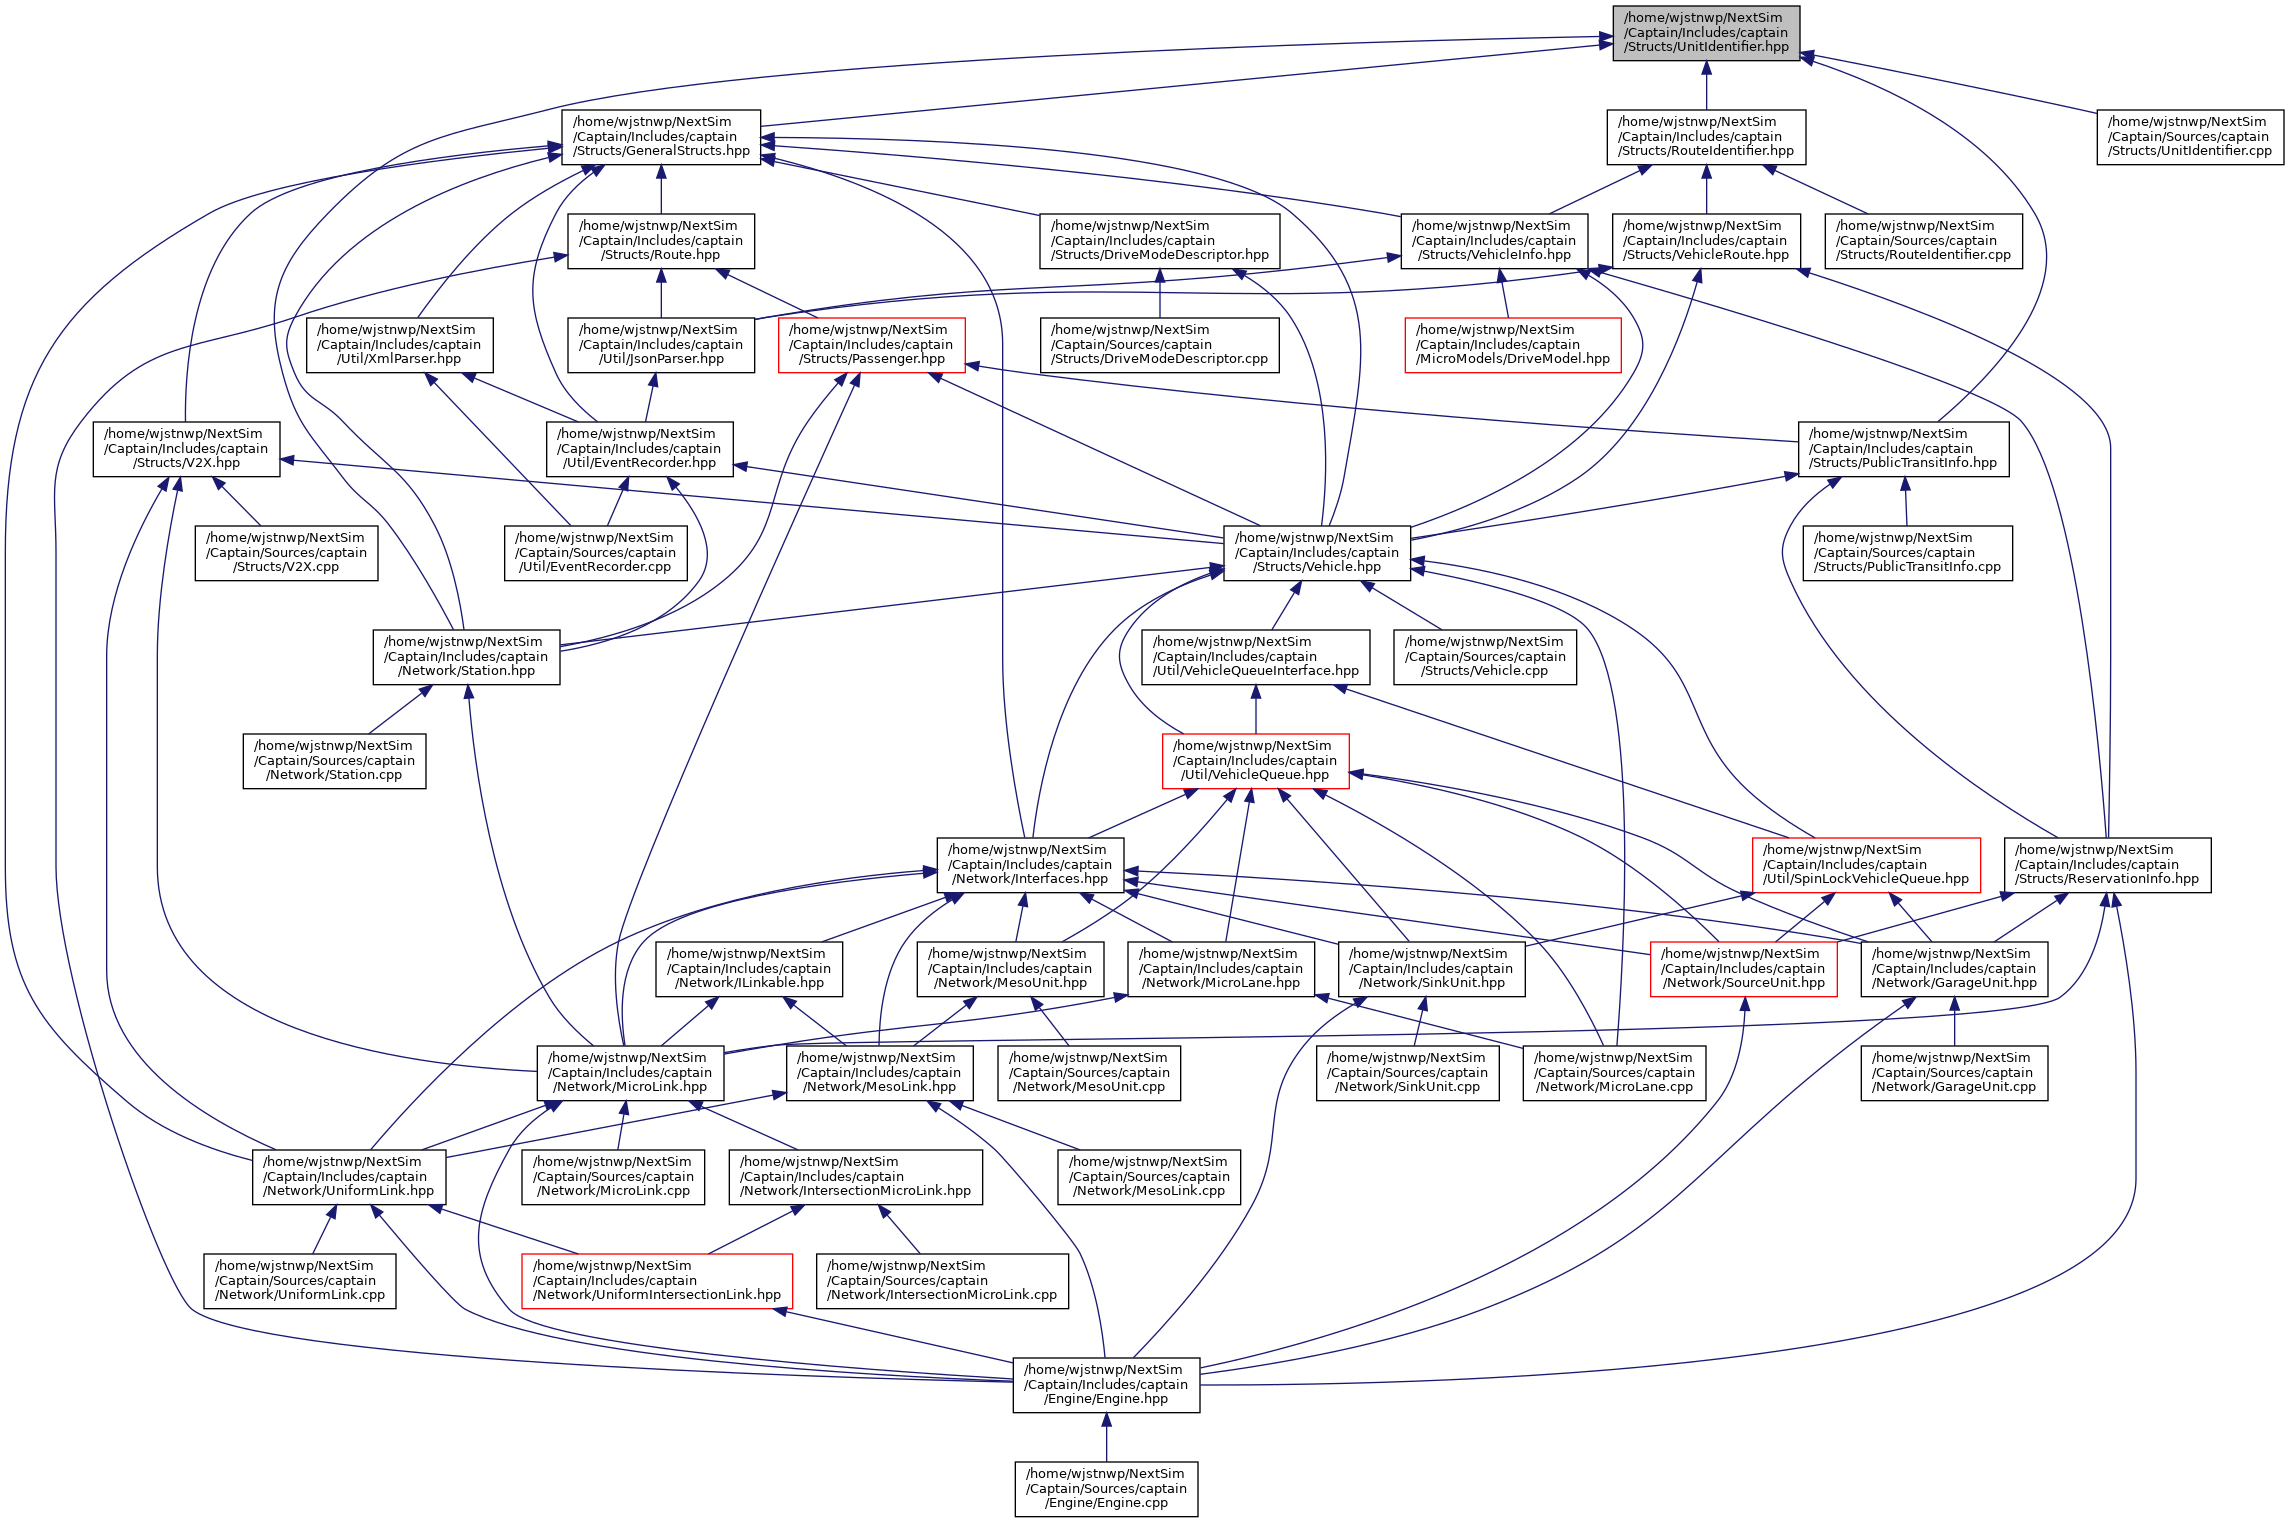 /home/wjstnwp/NextSim
/Captain/Includes/captain
/Structs/UnitIdentifier.hpp
/home/wjstnwp/NextSim
/Captain/Includes/captain
/Structs/GeneralStructs.hpp
/home/wjstnwp/NextSim
/Captain/Includes/captain
/Structs/RouteIdentifier.hpp
/home/wjstnwp/NextSim
/Captain/Sources/captain
/Structs/UnitIdentifier.cpp
/home/wjstnwp/NextSim
/Captain/Includes/captain
/Structs/Route.hpp
/home/wjstnwp/NextSim
/Captain/Includes/captain
/Structs/DriveModeDescriptor.hpp
/home/wjstnwp/NextSim
/Captain/Includes/captain
/Structs/VehicleInfo.hpp
/home/wjstnwp/NextSim
/Captain/Includes/captain
/Structs/VehicleRoute.hpp
/home/wjstnwp/NextSim
/Captain/Sources/captain
/Structs/RouteIdentifier.cpp
/home/wjstnwp/NextSim
/Captain/Includes/captain
/Util/XmlParser.hpp
/home/wjstnwp/NextSim
/Captain/Includes/captain
/Util/JsonParser.hpp
/home/wjstnwp/NextSim
/Captain/Includes/captain
/Structs/Passenger.hpp
/home/wjstnwp/NextSim
/Captain/Sources/captain
/Structs/DriveModeDescriptor.cpp
/home/wjstnwp/NextSim
/Captain/Includes/captain
/MicroModels/DriveModel.hpp
/home/wjstnwp/NextSim
/Captain/Includes/captain
/Structs/V2X.hpp
/home/wjstnwp/NextSim
/Captain/Includes/captain
/Util/EventRecorder.hpp
/home/wjstnwp/NextSim
/Captain/Includes/captain
/Structs/PublicTransitInfo.hpp
/home/wjstnwp/NextSim
/Captain/Sources/captain
/Structs/V2X.cpp
/home/wjstnwp/NextSim
/Captain/Sources/captain
/Util/EventRecorder.cpp
/home/wjstnwp/NextSim
/Captain/Includes/captain
/Structs/Vehicle.hpp
/home/wjstnwp/NextSim
/Captain/Sources/captain
/Structs/PublicTransitInfo.cpp
/home/wjstnwp/NextSim
/Captain/Includes/captain
/Network/Station.hpp
/home/wjstnwp/NextSim
/Captain/Includes/captain
/Util/VehicleQueueInterface.hpp
/home/wjstnwp/NextSim
/Captain/Sources/captain
/Structs/Vehicle.cpp
/home/wjstnwp/NextSim
/Captain/Sources/captain
/Network/Station.cpp
/home/wjstnwp/NextSim
/Captain/Includes/captain
/Util/VehicleQueue.hpp
/home/wjstnwp/NextSim
/Captain/Includes/captain
/Network/Interfaces.hpp
/home/wjstnwp/NextSim
/Captain/Includes/captain
/Util/SpinLockVehicleQueue.hpp
/home/wjstnwp/NextSim
/Captain/Includes/captain
/Structs/ReservationInfo.hpp
/home/wjstnwp/NextSim
/Captain/Includes/captain
/Network/ILinkable.hpp
/home/wjstnwp/NextSim
/Captain/Includes/captain
/Network/MesoUnit.hpp
/home/wjstnwp/NextSim
/Captain/Includes/captain
/Network/MicroLane.hpp
/home/wjstnwp/NextSim
/Captain/Includes/captain
/Network/SinkUnit.hpp
/home/wjstnwp/NextSim
/Captain/Includes/captain
/Network/SourceUnit.hpp
/home/wjstnwp/NextSim
/Captain/Includes/captain
/Network/GarageUnit.hpp
/home/wjstnwp/NextSim
/Captain/Includes/captain
/Network/MicroLink.hpp
/home/wjstnwp/NextSim
/Captain/Includes/captain
/Network/MesoLink.hpp
/home/wjstnwp/NextSim
/Captain/Sources/captain
/Network/MesoUnit.cpp
/home/wjstnwp/NextSim
/Captain/Sources/captain
/Network/SinkUnit.cpp
/home/wjstnwp/NextSim
/Captain/Sources/captain
/Network/MicroLane.cpp
/home/wjstnwp/NextSim
/Captain/Sources/captain
/Network/GarageUnit.cpp
/home/wjstnwp/NextSim
/Captain/Includes/captain
/Network/UniformLink.hpp
/home/wjstnwp/NextSim
/Captain/Sources/captain
/Network/MicroLink.cpp
/home/wjstnwp/NextSim
/Captain/Includes/captain
/Network/IntersectionMicroLink.hpp
/home/wjstnwp/NextSim
/Captain/Sources/captain
/Network/MesoLink.cpp
/home/wjstnwp/NextSim
/Captain/Sources/captain
/Network/UniformLink.cpp
/home/wjstnwp/NextSim
/Captain/Includes/captain
/Network/UniformIntersectionLink.hpp
/home/wjstnwp/NextSim
/Captain/Sources/captain
/Network/IntersectionMicroLink.cpp
/home/wjstnwp/NextSim
/Captain/Includes/captain
/Engine/Engine.hpp
/home/wjstnwp/NextSim
/Captain/Sources/captain
/Engine/Engine.cpp